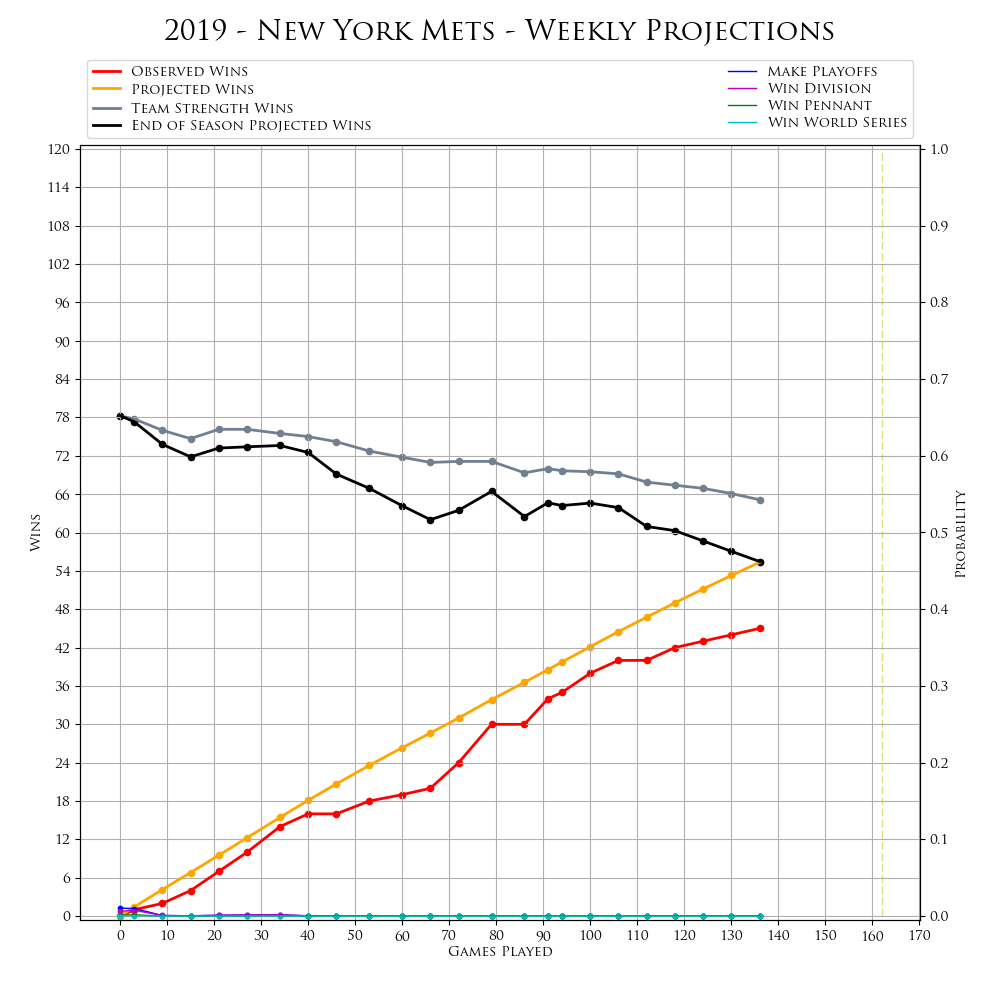 2019 - New York Mets - Weekly Projections
Observed Wins
Projected Wins
Team Strength Wins
End of Season Projected Wins
Make Playoffs
Win Division
Win Pennant
Win World Series
120
114
108
102
96
90
84
78
72
66
60
54
48
42
36
30
24
18
12
6
0
Wins
1.0
0.9
0.8
0.7
0.6
0.5
0.4
0.3
0.2
0.1
0.0
Probability
0 10 20 30 40 50 60 70 80 90 100 110 120 130 140 150 160 170
Games Played